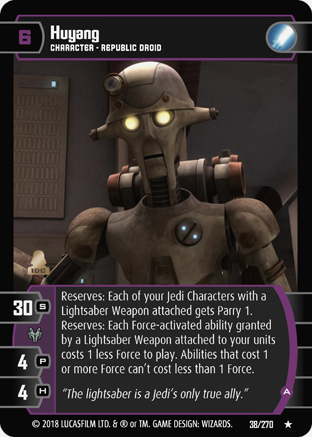 6 Huyang
CHARACTER • REPUBLIC DROID
30 S
4 P
4 H
Reserves: Each of your Jedi Characters with a
Lightsaber Weapon attached gets Parry 1.
Reserves: Each Force-activated ability granted
by a Lightsaber Weapon attached to your units
costs 1 less Force to play. Abilities that cost 1
or more Force can't cost less than 1 Force.
"The lightsaber is a Jedi's only true ally."
A
© 2018 LUCASFILM LTD. & ® or TM. GAME DESIGN: WIZARDS. 38/270 ★